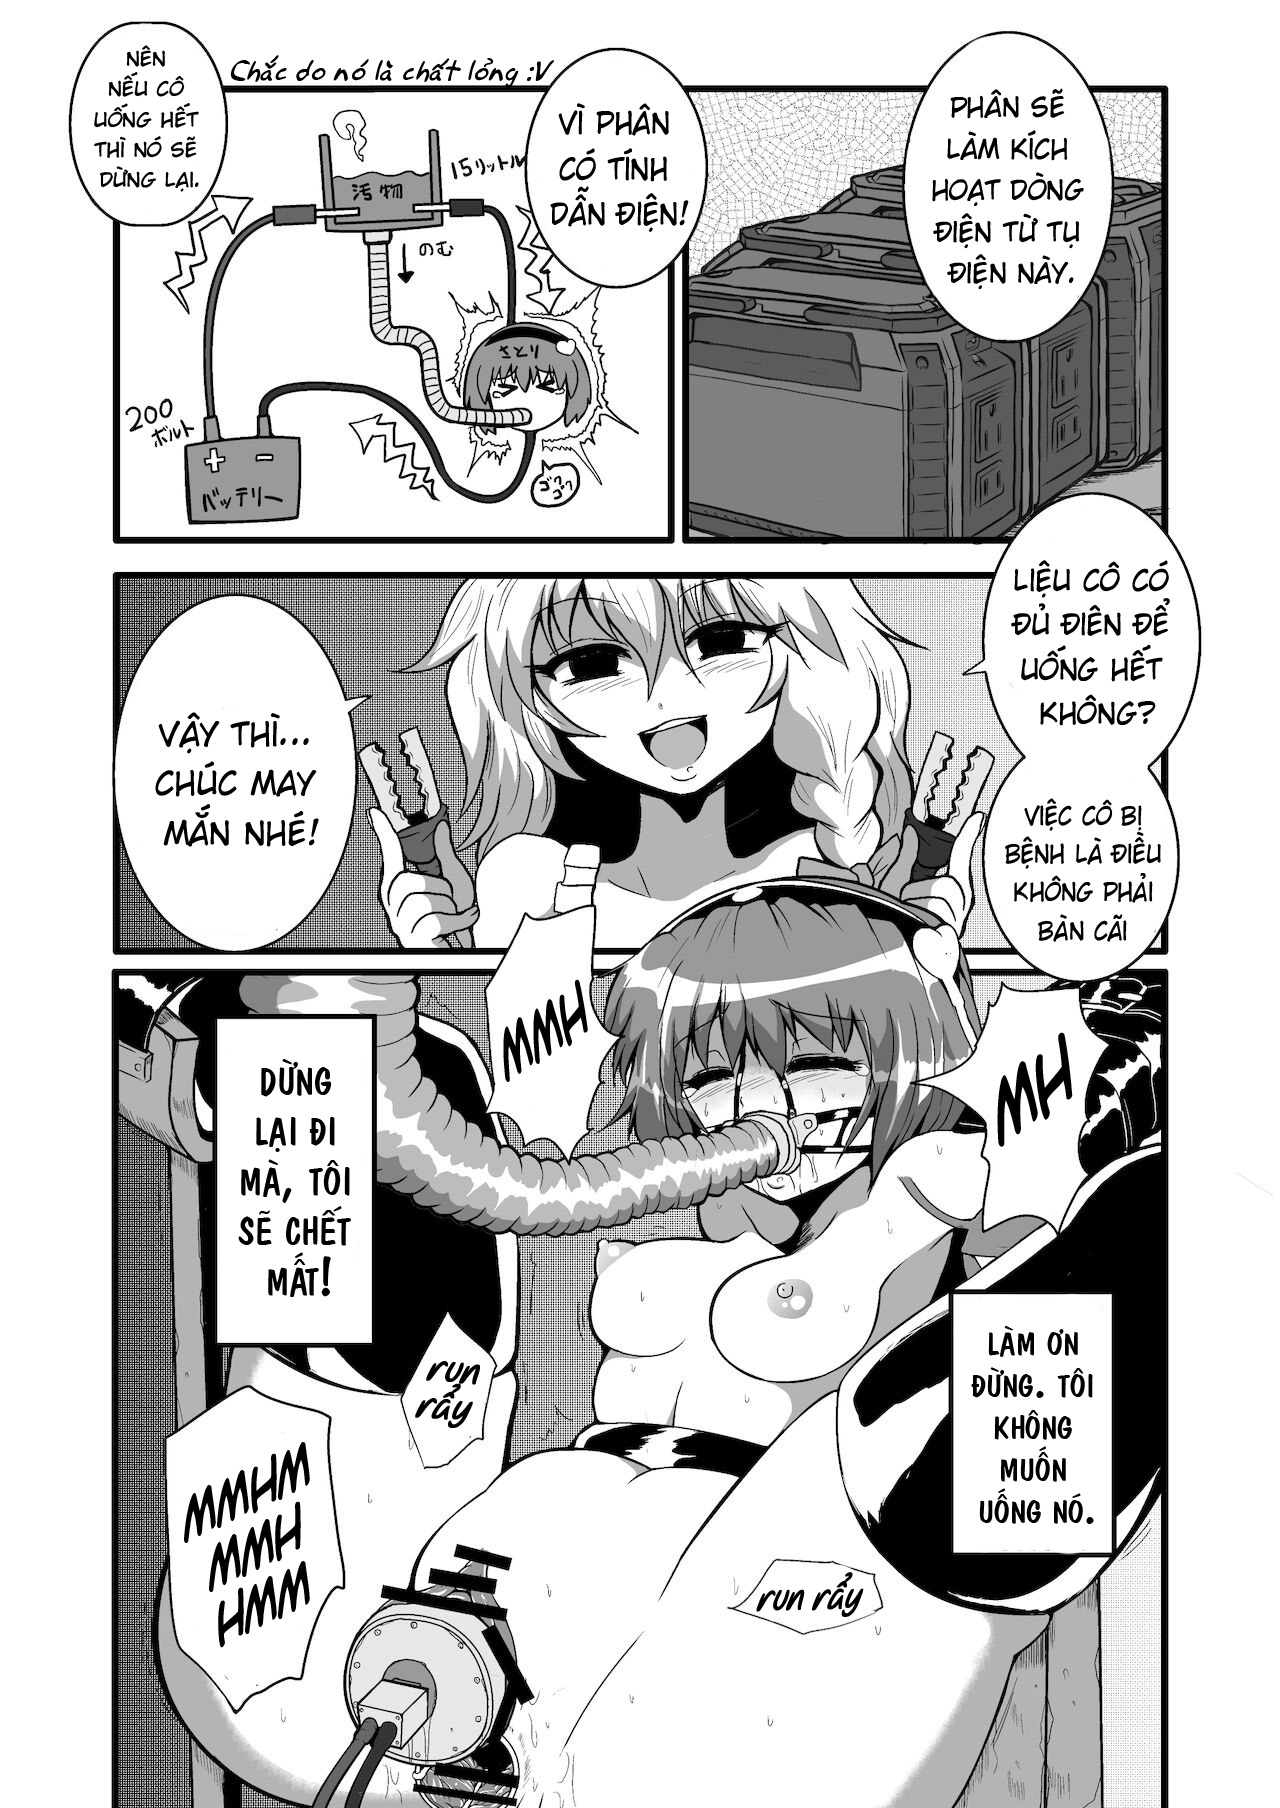 PHÂN SẼ
LÀM KÍCH
HOẠT DÒNG
ĐIỆN TỪ TỤ
ĐIỆN NÀY.
VÌ PHÂN
CÓ TÍNH
DẪN ĐIỆN!
Chắc do nó là chất lỏng :V
NÊN
NẾU CÔ
UỐNG HẾT
THÌ NÓ SẼ
DỪNG LẠI.
15リットル
汚物
のむ
さとり
ゴク
ゴク
200
ボルト
+ −
バッテリー
LIỆU CÔ CÓ
ĐỦ ĐIÊN ĐỂ
UỐNG HẾT
KHÔNG?
VIỆC CÔ BỊ
BỆNH LÀ ĐIỀU
KHÔNG PHẢI
BÀN CÃI
VẬY THÌ...
CHÚC MAY
MẮN NHÉ!
MH
MMH
DỪNG
LẠI ĐI
MÀ, TÔI
SẼ CHẾT
MẤT!
LÀM ƠN
ĐỪNG. TÔI
KHÔNG
MUỐN
UỐNG NÓ.
run
rẩy
run rẩy
MMHM
MMH
HMM